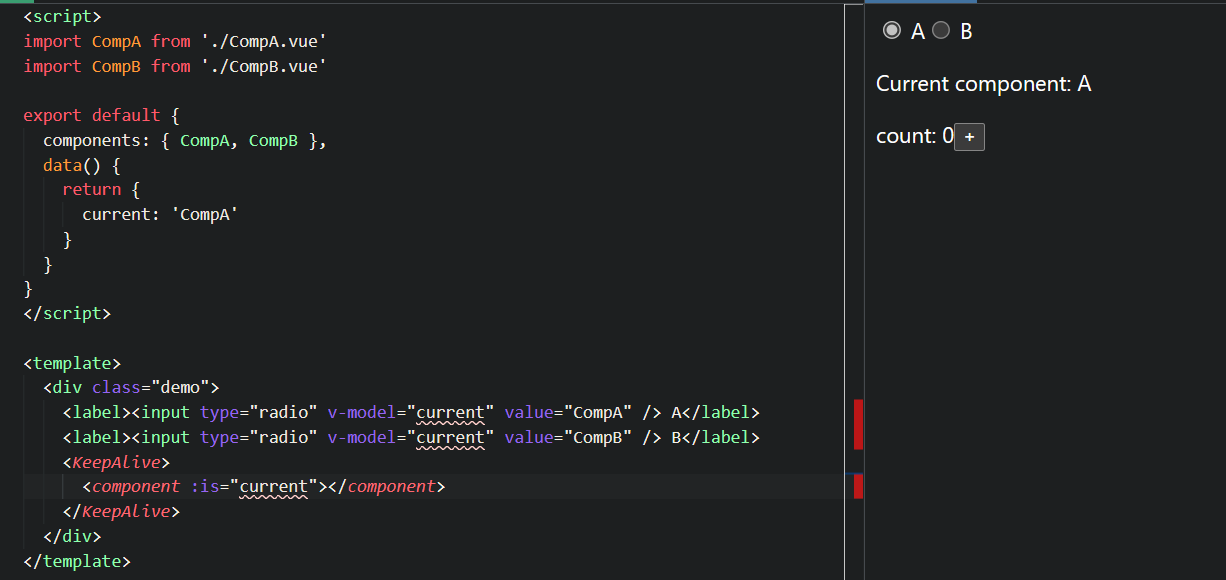 <script>
import CompA from './CompA.vue'
import CompB from './CompB.vue'

export default {
  components: { CompA, CompB },
  data() {
    return {
      current: 'CompA'
    }
  }
}
</script>

<template>
  <div class="demo">
    <label><input type="radio" v-model="current" value="CompA" /> A</label>
    <label><input type="radio" v-model="current" value="CompB" /> B</label>
    <KeepAlive>
      <component :is="current"></component>
    </KeepAlive>
  </div>
</template>
A B
Current component: A
count: 0 +